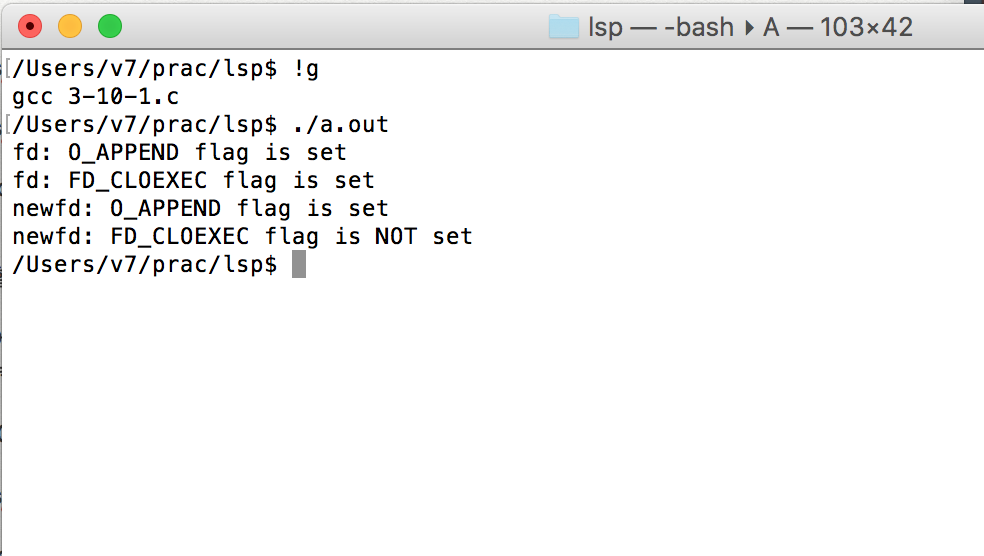 lsp — -bash ▸ A — 103×42
[/Users/v7/prac/lsp$ !g
gcc 3-10-1.c
[/Users/v7/prac/lsp$ ./a.out
fd: O_APPEND flag is set
fd: FD_CLOEXEC flag is set
newfd: O_APPEND flag is set
newfd: FD_CLOEXEC flag is NOT set
/Users/v7/prac/lsp$